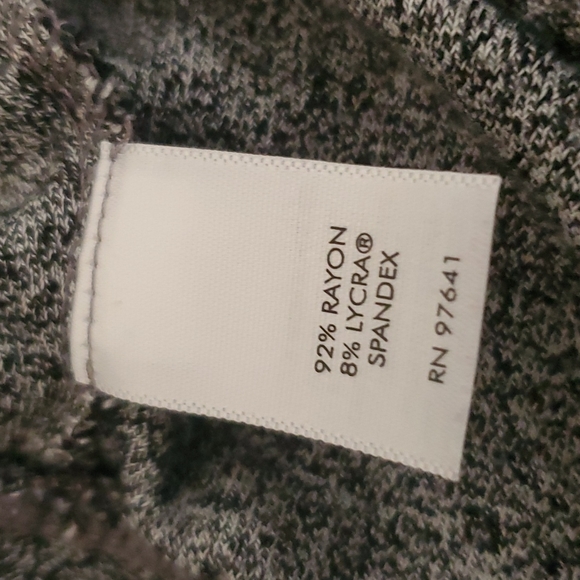 92% RAYON
8% LYCRA®
SPANDEX
RN 97641